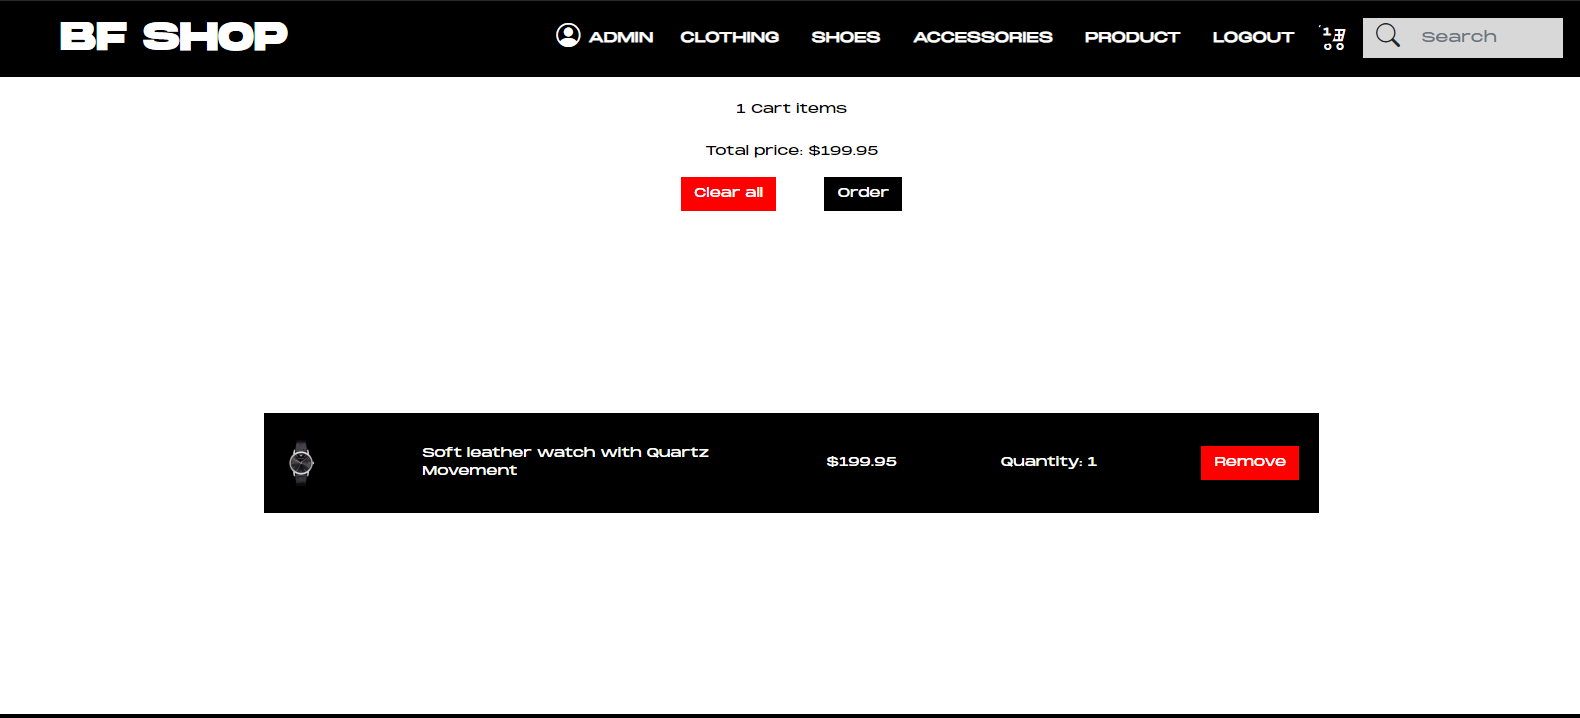 BF SHOP
ADMIN
CLOTHING
SHOES
ACCESSORIES
PRODUCT
LOGOUT
1
Search
1 Cart items
Total price: $199.95
Clear all
Order
Soft leather watch with Quartz
Movement
$199.95
Quantity: 1
Remove